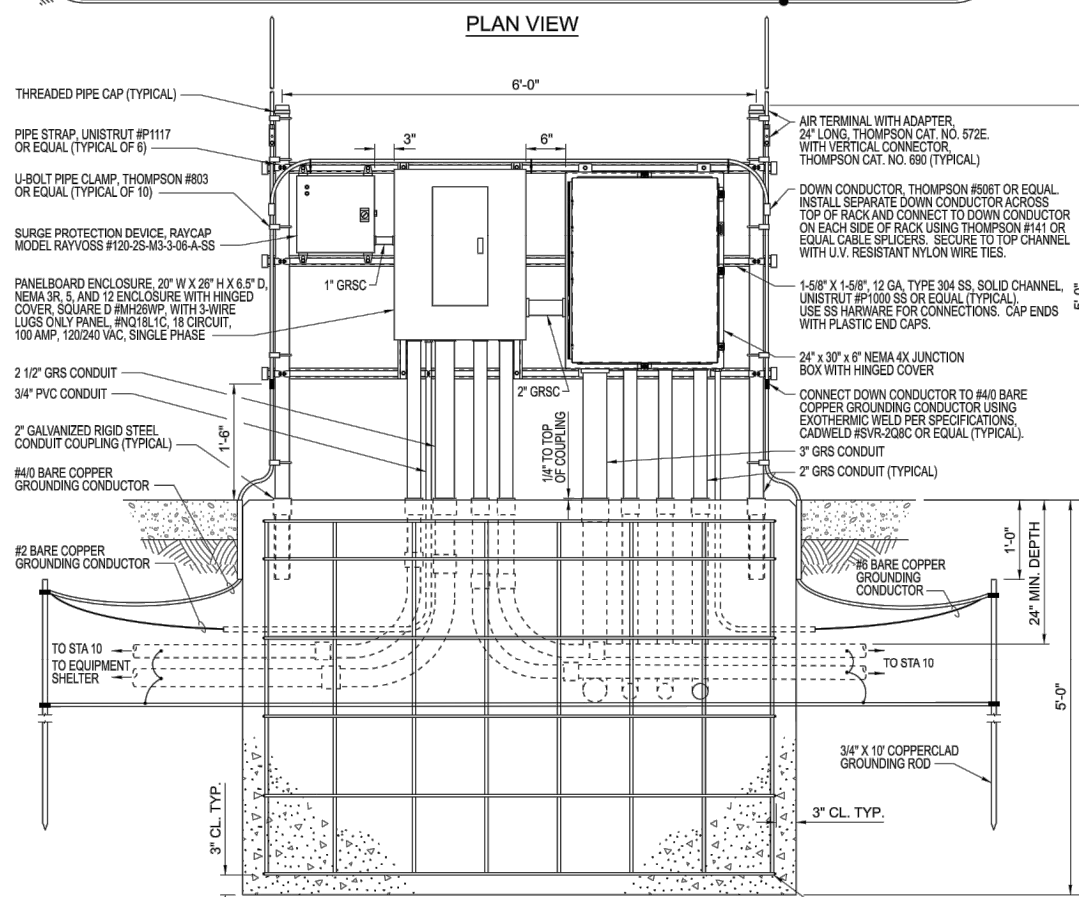 PLAN VIEW
6'-0"
THREADED PIPE CAP (TYPICAL)
PIPE STRAP, UNISTRUT #P1117
OR EQUAL (TYPICAL OF 6)
U-BOLT PIPE CLAMP, THOMPSON #803
OR EQUAL (TYPICAL OF 10)
SURGE PROTECTION DEVICE, RAYCAP
MODEL RAYVOSS #120-2S-M3-3-06-A-SS
PANELBOARD ENCLOSURE, 20" W X 26" H X 6.5" D,
NEMA 3R, 5, AND 12 ENCLOSURE WITH HINGED
COVER, SQUARE D #MH26WP, WITH 3-WIRE
LUGS ONLY PANEL, #NQ18L1C, 18 CIRCUIT,
100 AMP, 120/240 VAC, SINGLE PHASE
2 1/2" GRS CONDUIT
3/4" PVC CONDUIT
2" GALVANIZED RIGID STEEL
CONDUIT COUPLING (TYPICAL)
#4/0 BARE COPPER
GROUNDING CONDUCTOR
#2 BARE COPPER
GROUNDING CONDUCTOR
TO STA 10
TO EQUIPMENT
SHELTER
3" CL. TYP.
3"
6"
1" GRSC
2" GRSC
1'-6"
1/4" TO TOP
OF COUPLING
AIR TERMINAL WITH ADAPTER,
24" LONG, THOMPSON CAT. NO. 572E.
WITH VERTICAL CONNECTOR,
THOMPSON CAT. NO. 690 (TYPICAL)
DOWN CONDUCTOR, THOMPSON #506T OR EQUAL.
INSTALL SEPARATE DOWN CONDUCTOR ACROSS
TOP OF RACK AND CONNECT TO DOWN CONDUCTOR
ON EACH SIDE OF RACK USING THOMPSON #141 OR
EQUAL CABLE SPLICERS. SECURE TO TOP CHANNEL
WITH U.V. RESISTANT NYLON WIRE TIES.
1-5/8" X 1-5/8", 12 GA, TYPE 304 SS, SOLID CHANNEL,
UNISTRUT #P1000 SS OR EQUAL (TYPICAL).
USE SS HARWARE FOR CONNECTIONS. CAP ENDS
WITH PLASTIC END CAPS.
5'-0"
24" x 30" x 6" NEMA 4X JUNCTION
BOX WITH HINGED COVER
CONNECT DOWN CONDUCTOR TO #4/0 BARE
COPPER GROUNDING CONDUCTOR USING
EXOTHERMIC WELD PER SPECIFICATIONS,
CADWELD #SVR-2Q8C OR EQUAL (TYPICAL).
3" GRS CONDUIT
2" GRS CONDUIT (TYPICAL)
1'-0"
24" MIN. DEPTH
#6 BARE COPPER
GROUNDING
CONDUCTOR
TO STA 10
5'-0"
3/4" X 10' COPPERCLAD
GROUNDING ROD
3" CL. TYP.